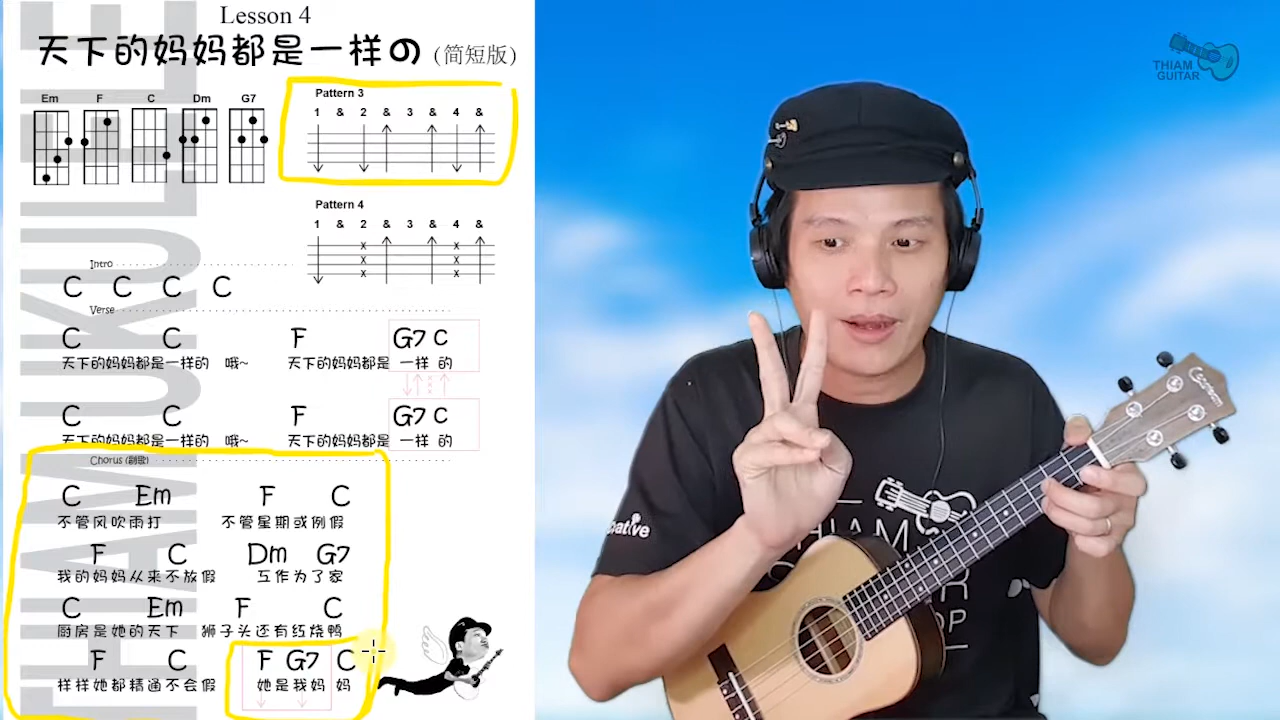 Lesson 4
天下的妈妈都是一样の (简短版)
Em F C Dm G7
Pattern 3
1 & 2 & 3 & 4 &
Pattern 4
1 & 2 & 3 & 4 &
x x
x x
x x
Intro
C C C C
Verse
C C F G7 C
天下的妈妈都是一样的 哦~ 天下的妈妈都是 一样 的
C C F G7 C
天下的妈妈都是一样的 哦~ 天下的妈妈都是 一样 的
Chorus (副歌)
C Em F C
不管风吹雨打 不管星期或例假
F C Dm G7
我的妈妈从来不放假 工作为了家
C Em F C
厨房是她的天下 狮子头还有红烧鸭
F C F G7 C
样样她都精通不会假 她是我妈 妈
THIAM UKULELE
THIAM
GUITAR
THIAM
OP